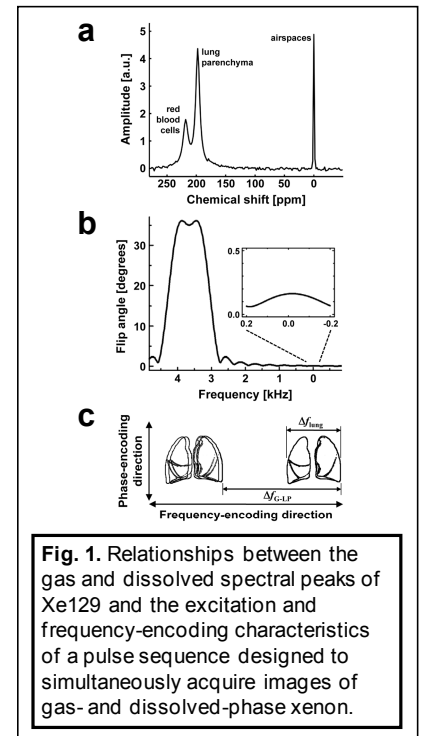 a
Amplitude [a.u.]
5
4
3
2
1
0
red
blood
cells
lung
parenchyma
airspaces
250 200 150 100 50 0
Chemical shift [ppm]
b
Flip angle [degrees]
30
20
10
0
0.5
0.0
0.2 0.0 -0.2
4 3 2 1 0
Frequency [kHz]
c
Phase-encoding
direction
Δflung
ΔfG-LP
Frequency-encoding direction
Fig. 1. Relationships between the
gas and dissolved spectral peaks of
Xe129 and the excitation and
frequency-encoding characteristics
of a pulse sequence designed to
simultaneously acquire images of
gas- and dissolved-phase xenon.